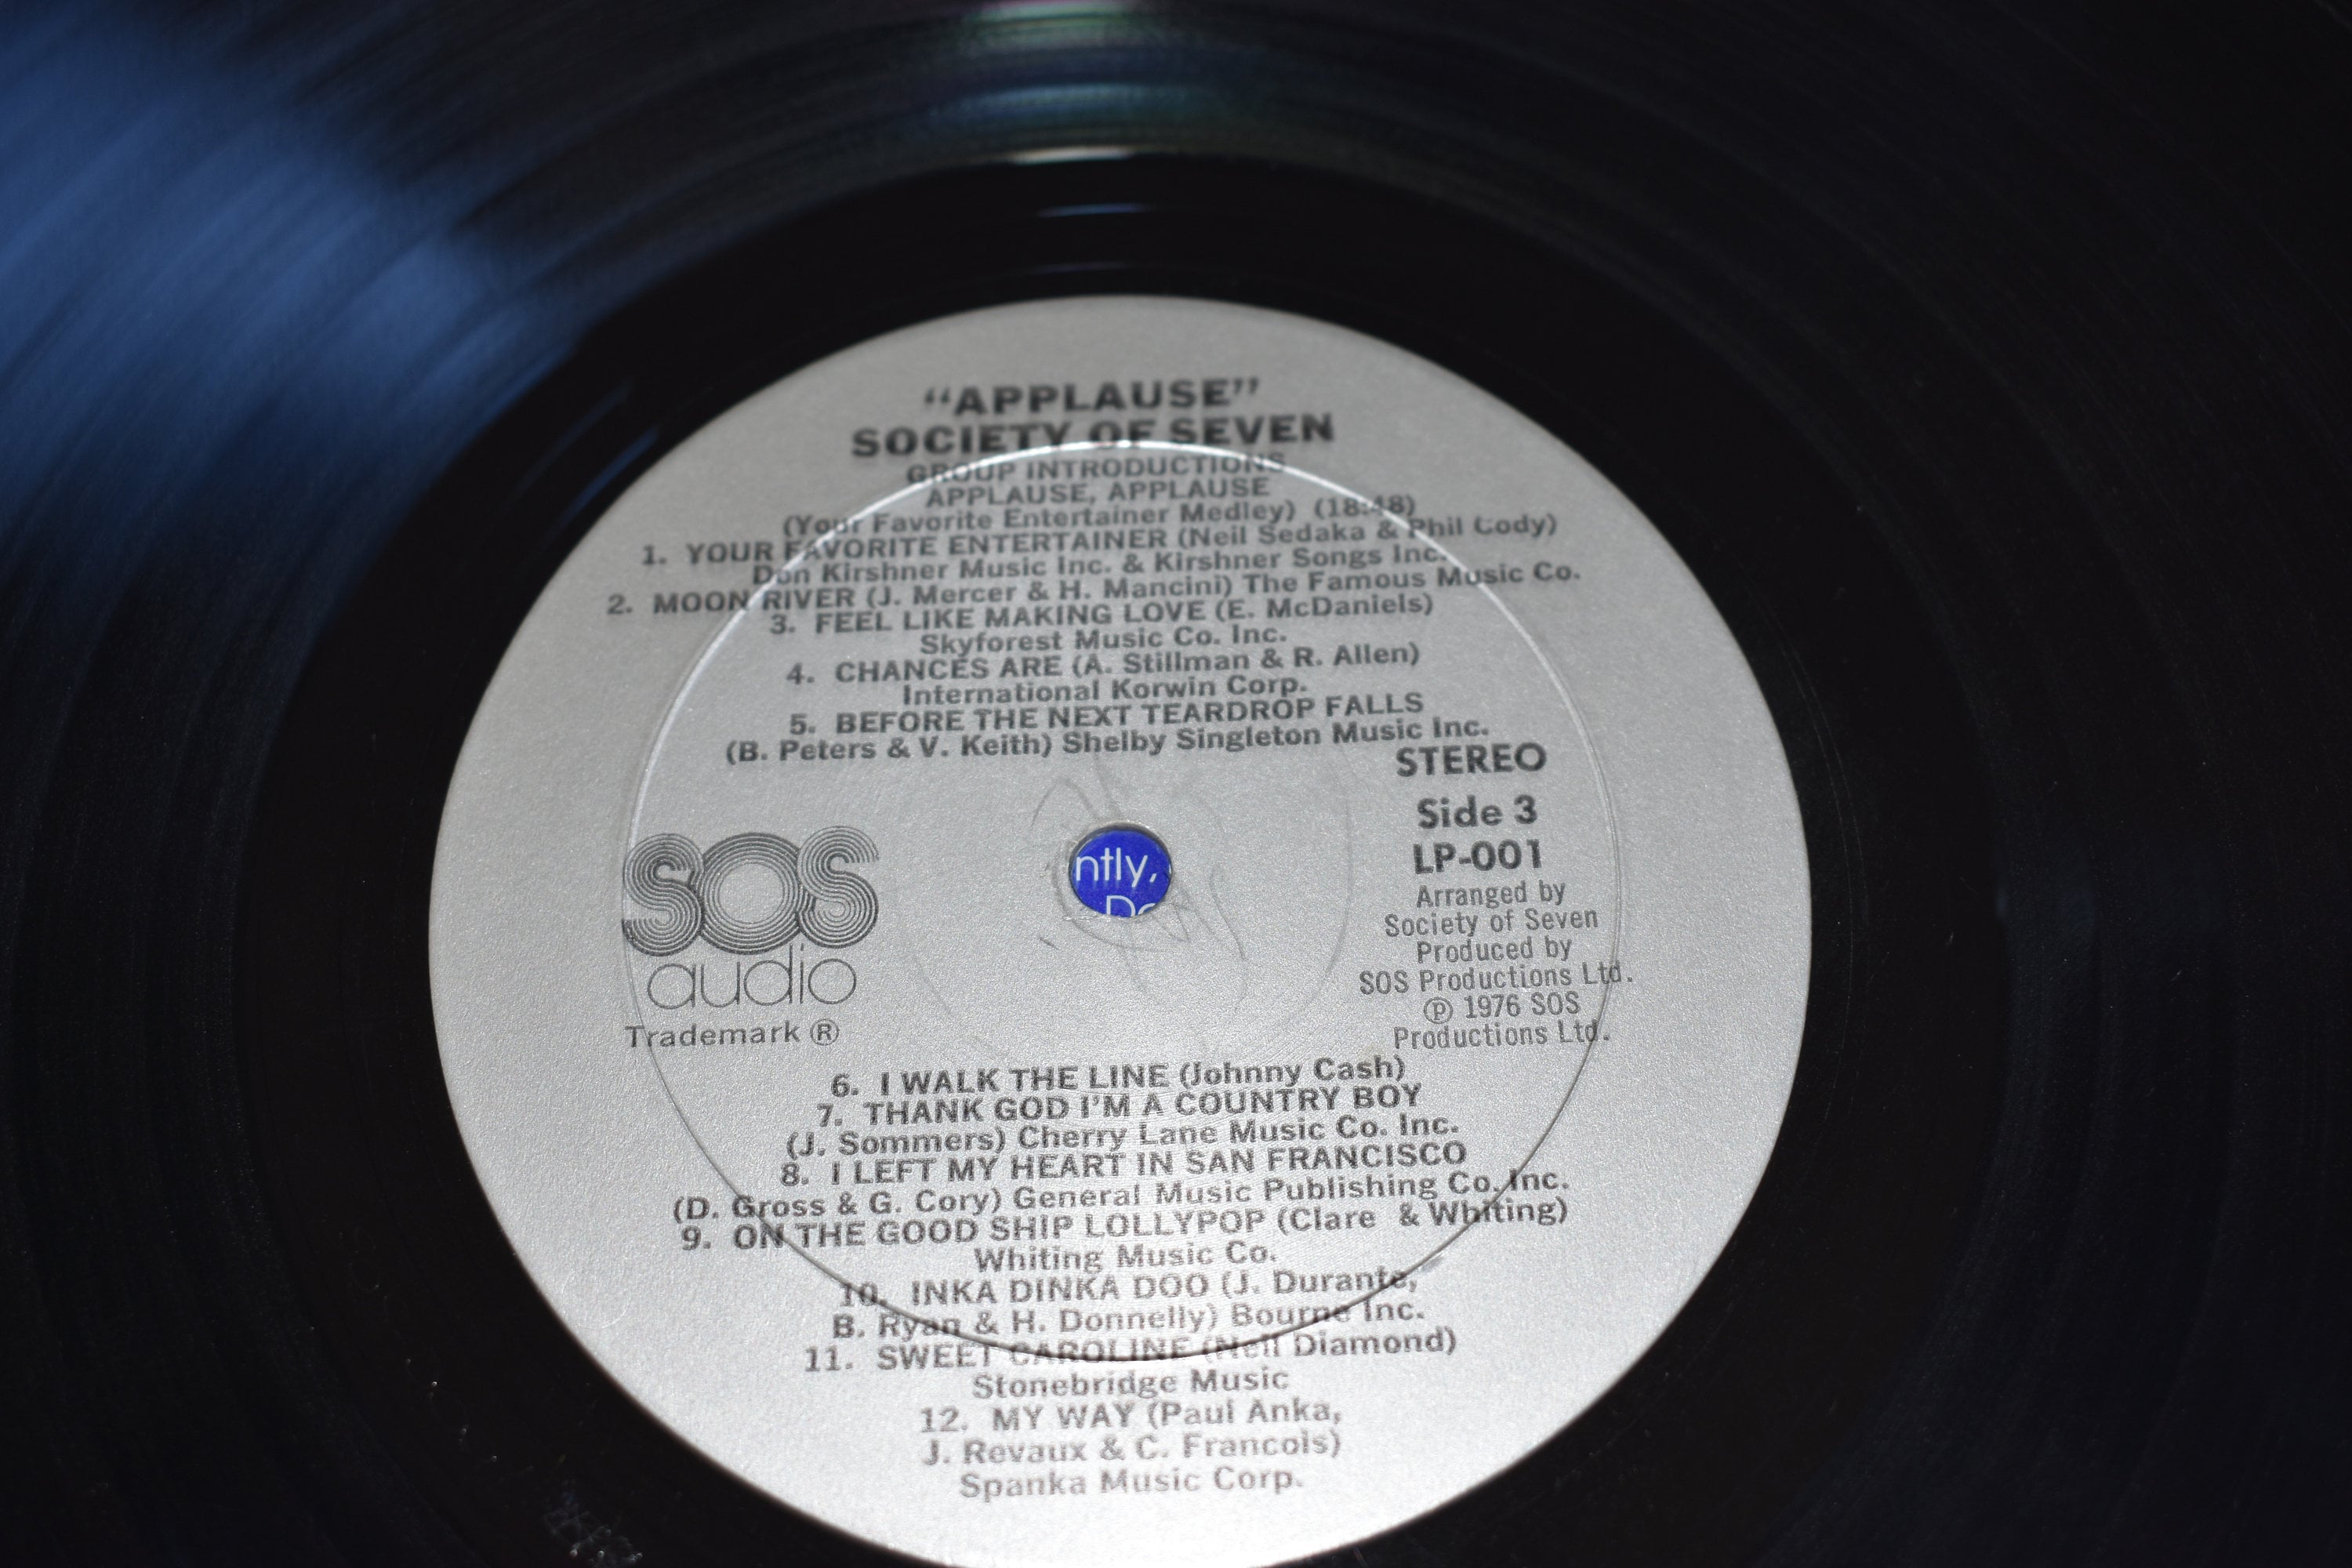 “APPLAUSE”
SOCIETY OF SEVEN
GROUP INTRODUCTIONS
APPLAUSE, APPLAUSE
(Your Favorite Entertainer Medley) (18:48)
1. YOUR FAVORITE ENTERTAINER (Neil Sedaka & Phil Cody)
Don Kirshner Music Inc. & Kirshner Songs Inc.
2. MOON RIVER (J. Mercer & H. Mancini) The Famous Music Co.
3. FEEL LIKE MAKING LOVE (E. McDaniels)
Skyforest Music Co. Inc.
4. CHANCES ARE (A. Stillman & R. Allen)
International Korwin Corp.
5. BEFORE THE NEXT TEARDROP FALLS
(B. Peters & V. Keith) Shelby Singleton Music Inc.
STEREO
Side 3
LP-001
Arranged by
Society of Seven
Produced by
SOS Productions Ltd.
℗ 1976 SOS
Productions Ltd.
SOS
audio
Trademark ®
ntly,
6. I WALK THE LINE (Johnny Cash)
7. THANK GOD I'M A COUNTRY BOY
(J. Sommers) Cherry Lane Music Co. Inc.
8. I LEFT MY HEART IN SAN FRANCISCO
(D. Gross & G. Cory) General Music Publishing Co. Inc.
9. ON THE GOOD SHIP LOLLYPOP (Clare & Whiting)
Whiting Music Co.
10. INKA DINKA DOO (J. Durante,
B. Ryan & H. Donnelly) Bourne Inc.
11. SWEET CAROLINE (Neil Diamond)
Stonebridge Music
12. MY WAY (Paul Anka,
J. Revaux & C. Francois)
Spanka Music Corp.